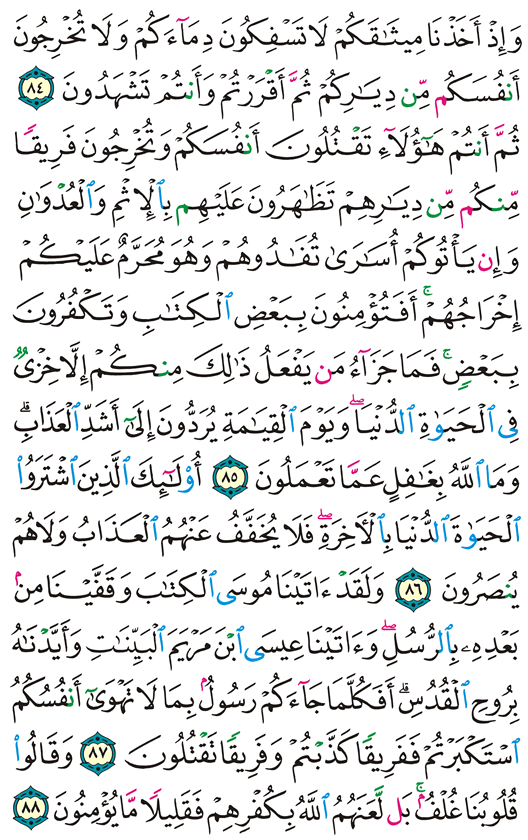 وَإِذْ أَخَذْنَا مِيثَٰقَكُمْ لَا تَسْفِكُونَ دِمَآءَكُمْ وَلَا تُخْرِجُونَ
أَنفُسَكُم مِّن دِيَٰرِكُمْ ثُمَّ أَقْرَرْتُمْ وَأَنتُمْ تَشْهَدُونَ ٨٤
ثُمَّ أَنتُمْ هَٰٓؤُلَآءِ تَقْتُلُونَ أَنفُسَكُمْ وَتُخْرِجُونَ فَرِيقًا
مِّنكُم مِّن دِيَٰرِهِمْ تَظَٰهَرُونَ عَلَيْهِم بِٱلْإِثْمِ وَٱلْعُدْوَٰنِ
وَإِن يَأْتُوكُمْ أُسَٰرَىٰ تُفَٰدُوهُمْ وَهُوَ مُحَرَّمٌ عَلَيْكُمْ
إِخْرَاجُهُمْ ۚ أَفَتُؤْمِنُونَ بِبَعْضِ ٱلْكِتَٰبِ وَتَكْفُرُونَ
بِبَعْضٍ ۚ فَمَا جَزَآءُ مَن يَفْعَلُ ذَٰلِكَ مِنكُمْ إِلَّا خِزْىٌ
فِى ٱلْحَيَوٰةِ ٱلدُّنْيَا ۖ وَيَوْمَ ٱلْقِيَٰمَةِ يُرَدُّونَ إِلَىٰٓ أَشَدِّ ٱلْعَذَابِ ۗ
وَمَا ٱللَّهُ بِغَٰفِلٍ عَمَّا تَعْمَلُونَ ٨٥ أُو۟لَٰٓئِكَ ٱلَّذِينَ ٱشْتَرَوُا۟
ٱلْحَيَوٰةَ ٱلدُّنْيَا بِٱلْءَاخِرَةِ ۖ فَلَا يُخَفَّفُ عَنْهُمُ ٱلْعَذَابُ وَلَا هُمْ
يُنصَرُونَ ٨٦ وَلَقَدْ ءَاتَيْنَا مُوسَى ٱلْكِتَٰبَ وَقَفَّيْنَا مِنۢ
بَعْدِهِۦ بِٱلرُّسُلِ ۖ وَءَاتَيْنَا عِيسَى ٱبْنَ مَرْيَمَ ٱلْبَيِّنَٰتِ وَأَيَّدْنَٰهُ
بِرُوحِ ٱلْقُدُسِ ۗ أَفَكُلَّمَا جَآءَكُمْ رَسُولٌۢ بِمَا لَا تَهْوَىٰٓ أَنفُسُكُمُ
ٱسْتَكْبَرْتُمْ فَفَرِيقًا كَذَّبْتُمْ وَفَرِيقًا تَقْتُلُونَ ٨٧ وَقَالُوا۟
قُلُوبُنَا غُلْفٌۢ ۚ بَل لَّعَنَهُمُ ٱللَّهُ بِكُفْرِهِمْ فَقَلِيلًا مَّا يُؤْمِنُونَ ٨٨